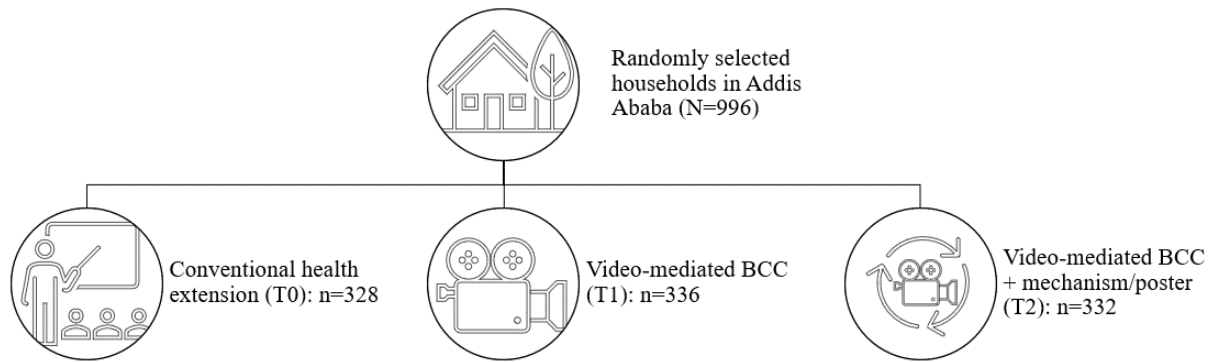 Randomly selected
households in Addis
Ababa (N=996)
Conventional health
extension (T0): n=328
Video-mediated BCC
(T1): n=336
Video-mediated BCC
+ mechanism/poster
(T2): n=332